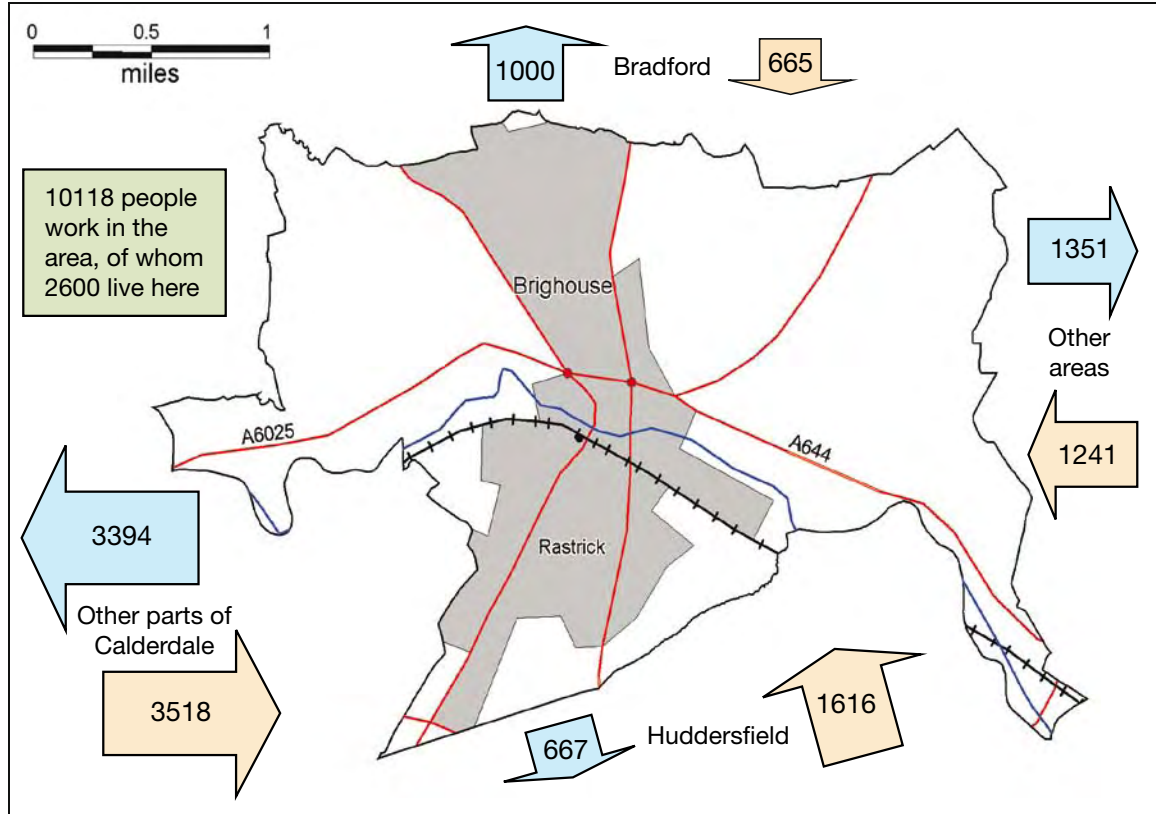 0 0.5 1
miles
1000
Bradford
665
10118 people
work in the
area, of whom
2600 live here
1351
Brighouse
Other
areas
A6025
A644
1241
3394
Rastrick
Other parts of
Calderdale
3518
1616
667
Huddersfield